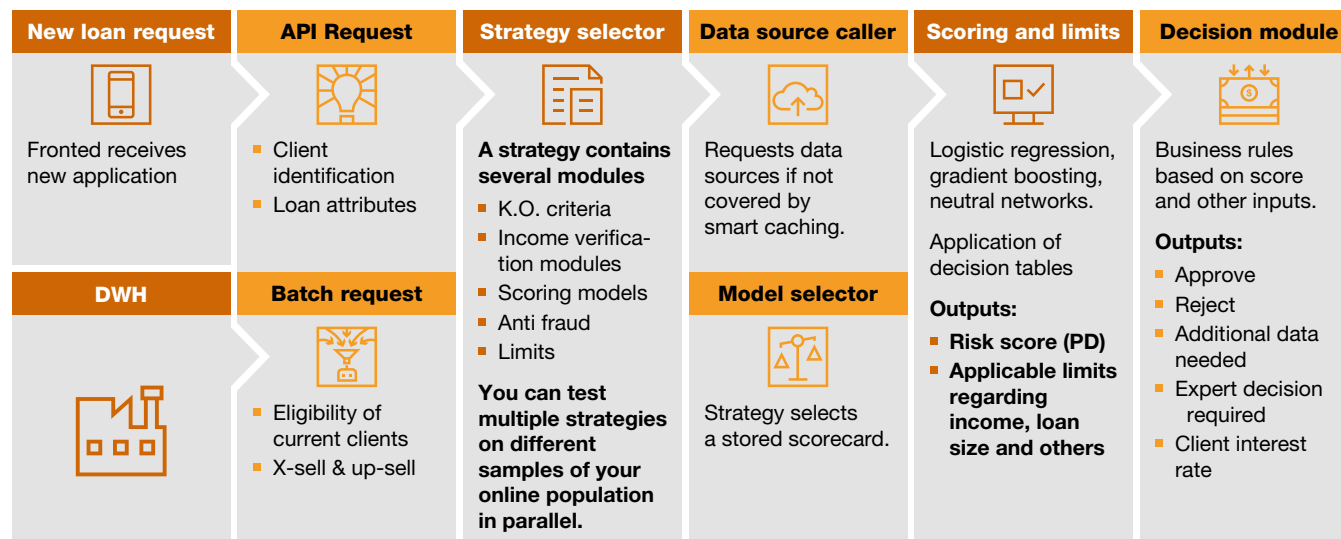 New loan request
Fronted receives
new application
DWH
API Request
Client
identification
Loan attributes
Batch request
Eligibility of
current clients
X-sell & up-sell
Strategy selector
A strategy contains
several modules
K.O. criteria
Income verifica-
tion modules
Scoring models
Anti fraud
Limits
You can test
multiple strategies
on different
samples of your
online population
in parallel.
Data source caller
Requests data
sources if not
covered by
smart caching.
Model selector
Strategy selects
a stored scorecard.
Scoring and limits
Logistic regression,
gradient boosting,
neutral networks.
Application of
decision tables
Outputs:
Risk score (PD)
Applicable limits
regarding
income, loan
size and others
Decision module
$
Business rules
based on score
and other inputs.
Outputs:
Approve
Reject
Additional data
needed
Expert decision
required
Client interest
rate